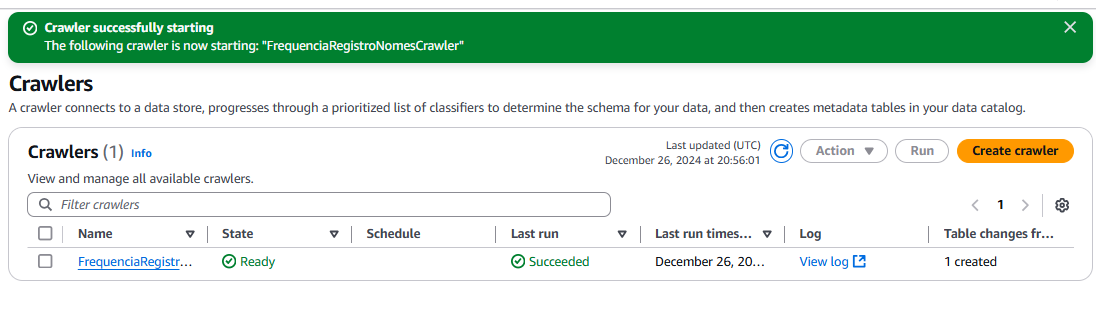 Crawler successfully starting
The following crawler is now starting: "FrequenciaRegistroNomesCrawler"
Crawlers
A crawler connects to a data store, progresses through a prioritized list of classifiers to determine the schema for your data, and then creates metadata tables in your data catalog.
Crawlers (1) Info
Last updated (UTC)
December 26, 2024 at 20:56:01
Action
Run
Create crawler
View and manage all available crawlers.
Filter crawlers
1
Name State Schedule Last run Last run times... Log Table changes fr...
FrequenciaRegistr... Ready Succeeded December 26, 20... View log 1 created